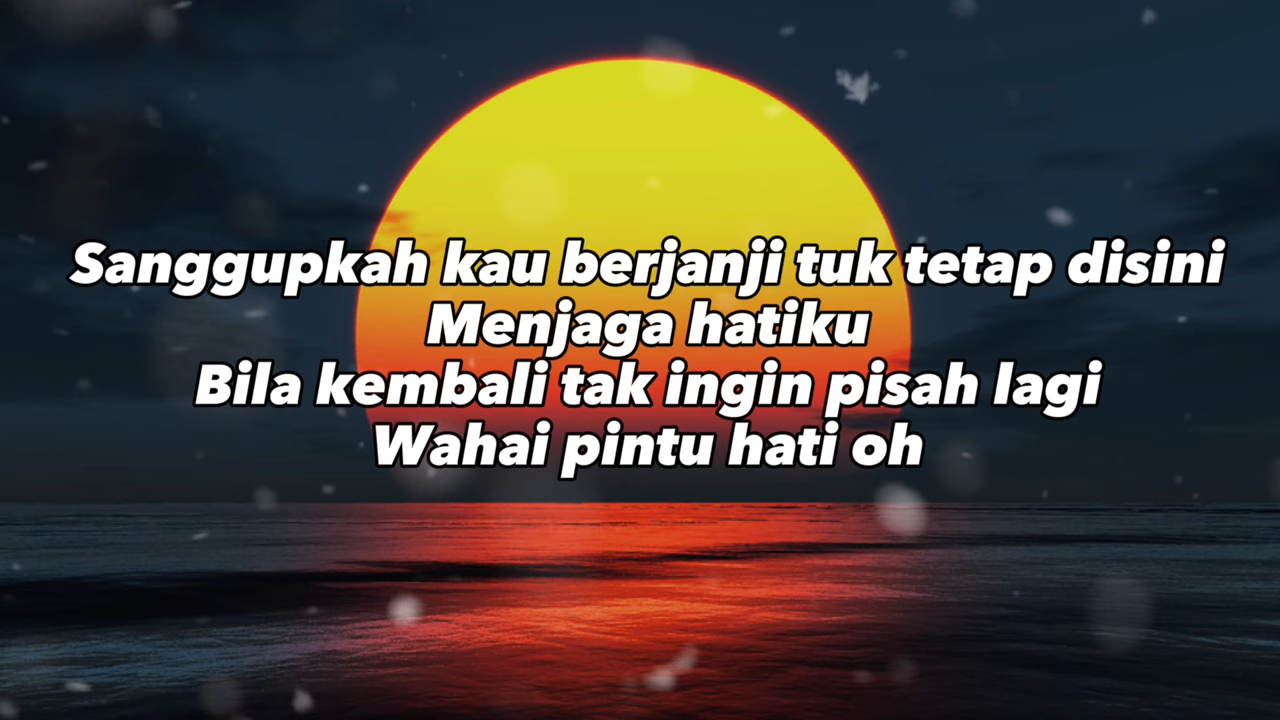 Sanggupkah kau berjanji tuk tetap disini
Menjaga hatiku
Bila kembali tak ingin pisah lagi
Wahai pintu hati oh